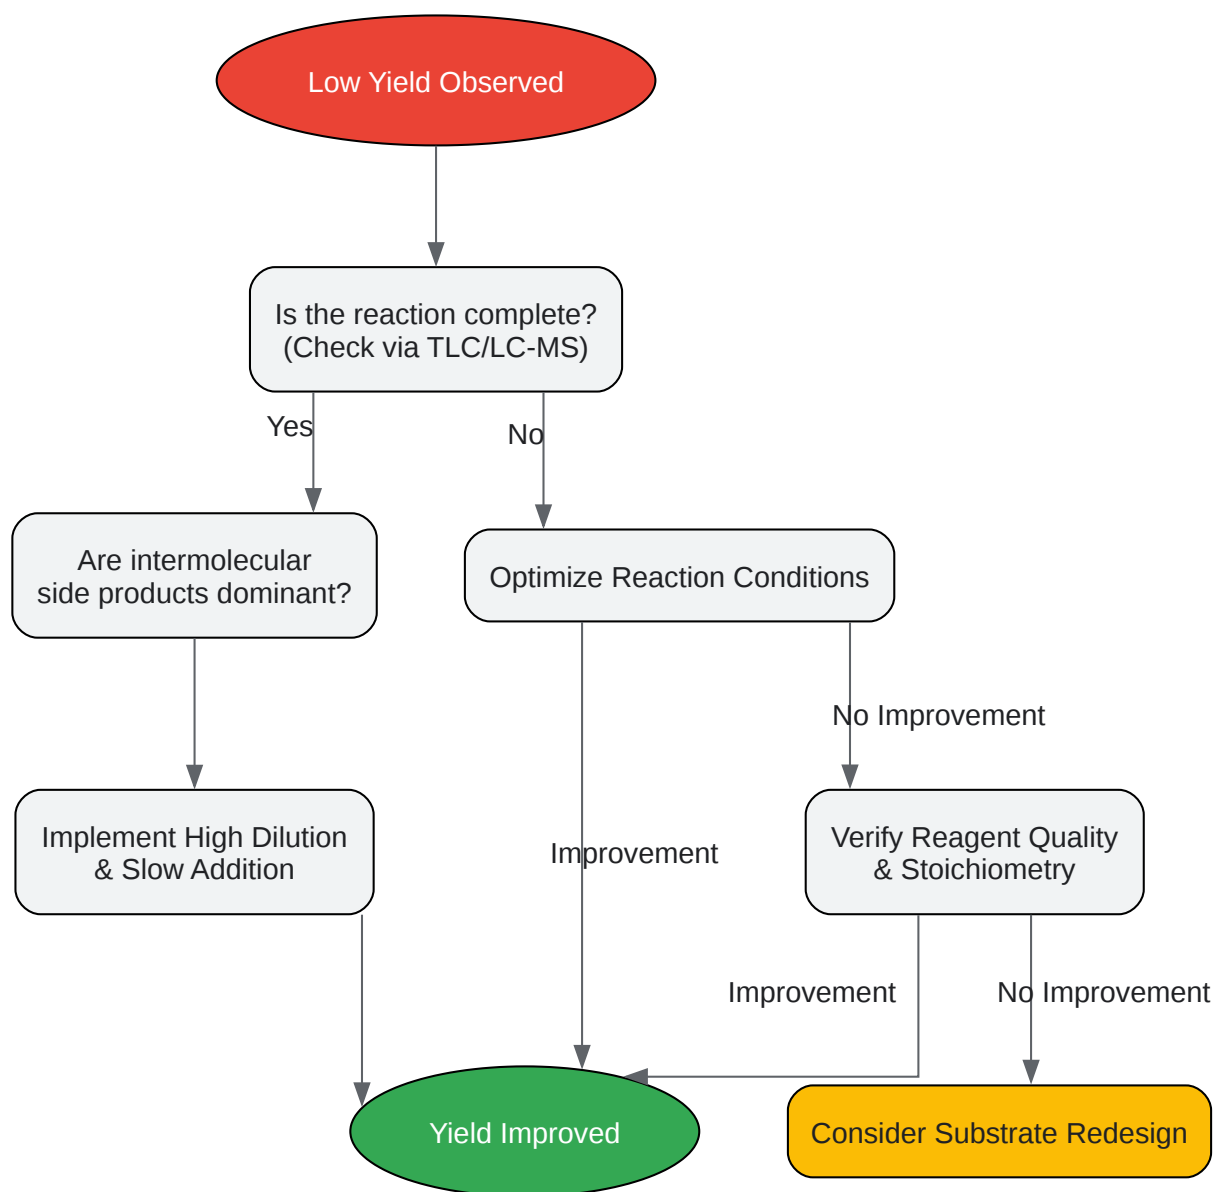 Low Yield Observed
Is the reaction complete?
(Check via TLC/LC-MS)
Yes
No
Are intermolecular
side products dominant?
Optimize Reaction Conditions
No Improvement
Implement High Dilution
& Slow Addition
Improvement
Verify Reagent Quality
& Stoichiometry
Improvement
No Improvement
Yield Improved
Consider Substrate Redesign